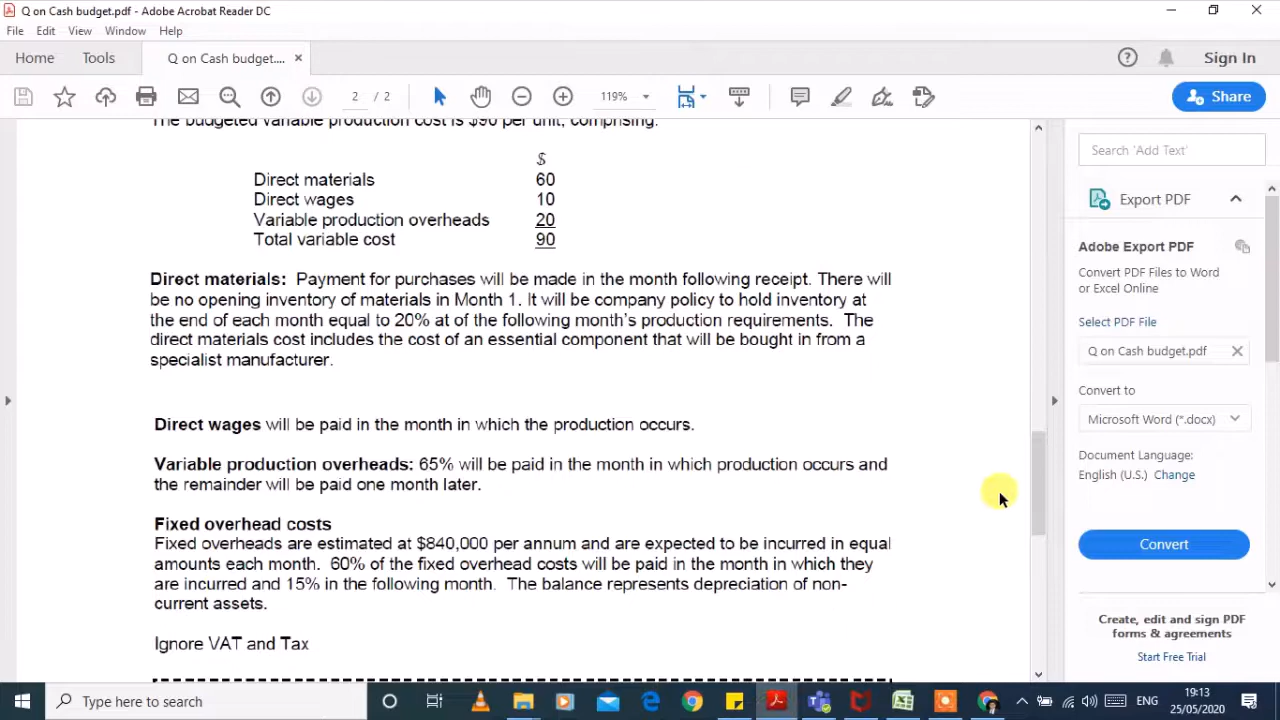 Q on Cash budget.pdf - Adobe Acrobat Reader DC
File Edit View Window Help
Home Tools Q on Cash budget.... × Sign In
2 / 2 119% Share
The budgeted variable production cost is $90 per unit, comprising:
$
Direct materials 60
Direct wages 10
Variable production overheads 20
Total variable cost 90
Direct materials: Payment for purchases will be made in the month following receipt. There will
be no opening inventory of materials in Month 1. It will be company policy to hold inventory at
the end of each month equal to 20% at of the following month's production requirements. The
direct materials cost includes the cost of an essential component that will be bought in from a
specialist manufacturer.
Direct wages will be paid in the month in which the production occurs.
Variable production overheads: 65% will be paid in the month in which production occurs and
the remainder will be paid one month later.
Fixed overhead costs
Fixed overheads are estimated at $840,000 per annum and are expected to be incurred in equal
amounts each month. 60% of the fixed overhead costs will be paid in the month in which they
are incurred and 15% in the following month. The balance represents depreciation of non-
current assets.
Ignore VAT and Tax
Search 'Add Text'
Export PDF
Adobe Export PDF
Convert PDF Files to Word
or Excel Online
Select PDF File
Q on Cash budget.pdf ×
Convert to
Microsoft Word (*.docx)
Document Language:
English (U.S.) Change
Convert
Create, edit and sign PDF
forms & agreements
Start Free Trial
Type here to search
ENG
19:13
25/05/2020